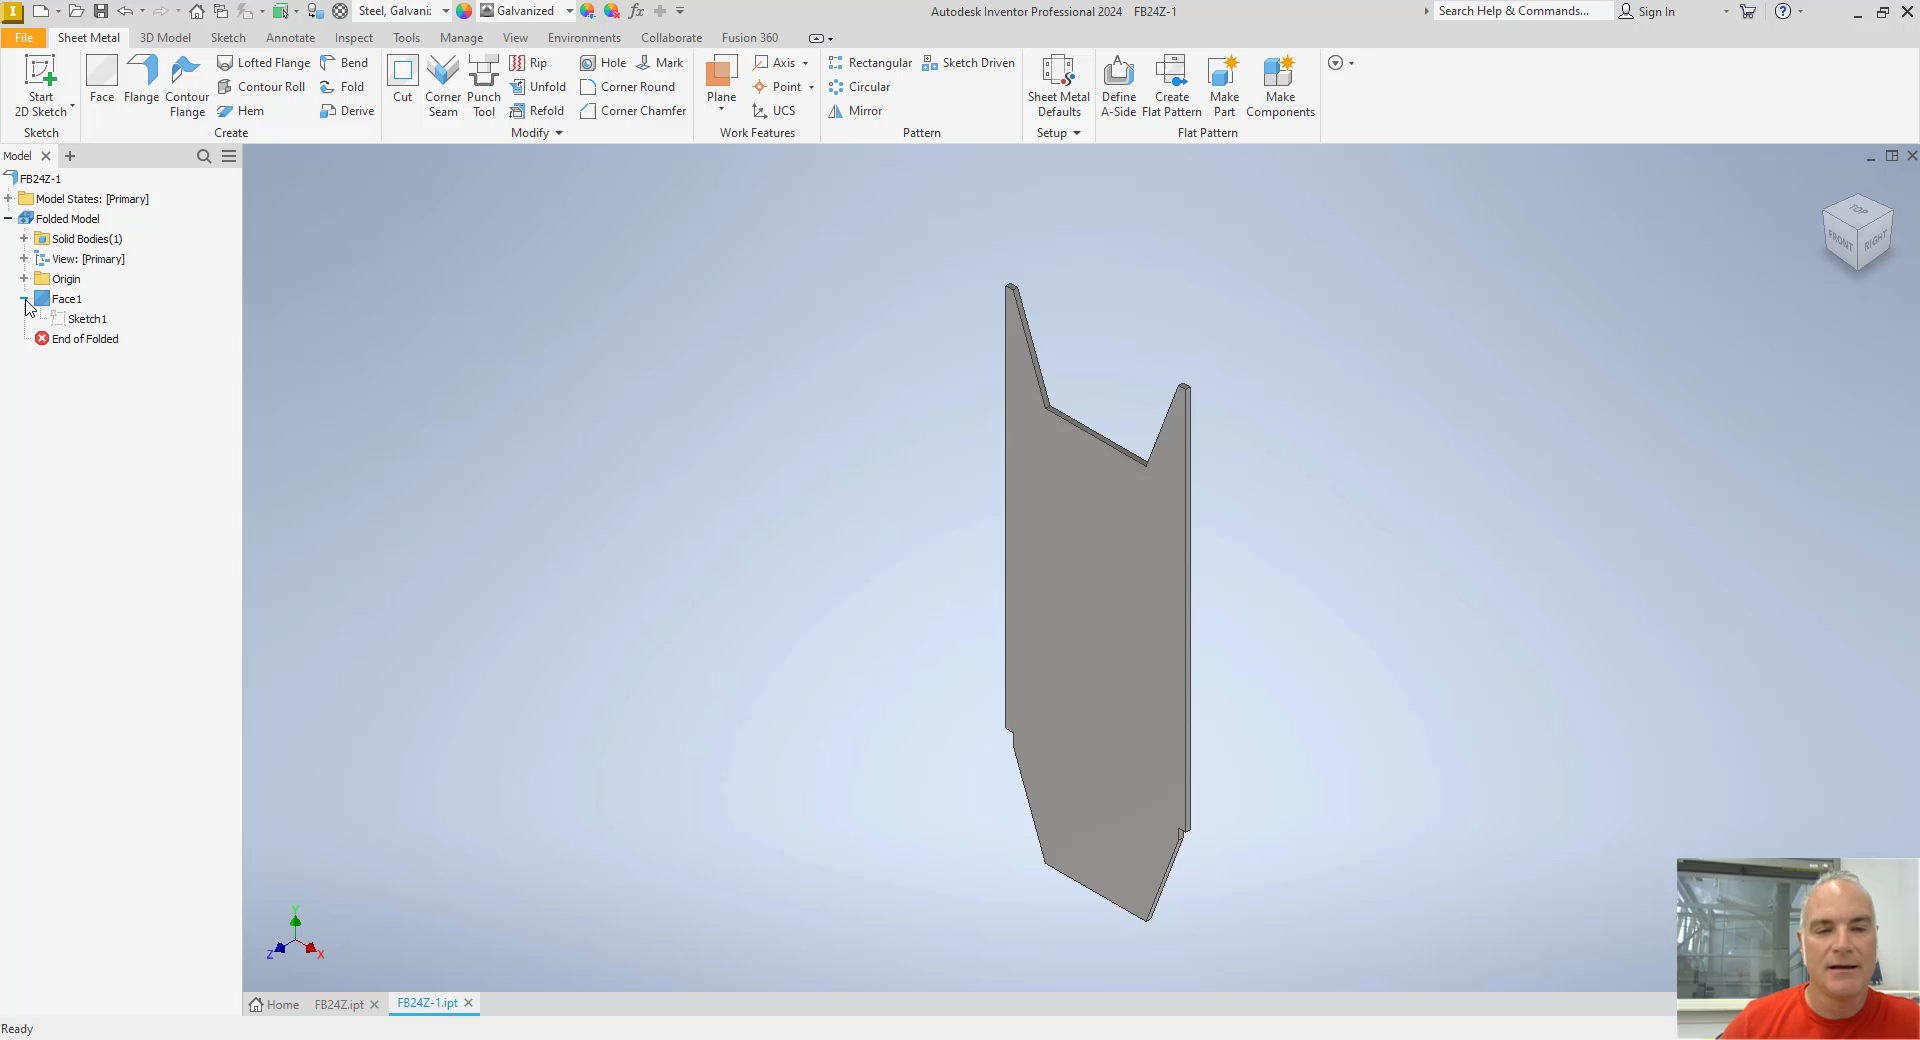 I Steel, Galvani: Galvanized fx Autodesk Inventor Professional 2024 FB24Z-1 Search Help & Commands... Sign In
File Sheet Metal 3D Model Sketch Inspect Annotate Tools Manage View Environments Collaborate Fusion 360
Start 2D Sketch
Face
Flange
Contour Flange
Lofted Flange
Contour Roll
Hem
Bend
Fold
Derive
Cut
Corner Seam
Punch Tool
Rip
Unfold
Refold
Hole
Mark
Corner Round
Corner Chamfer
Plane
Axis
Point
UCS
Rectangular
Circular
Mirror
Sketch Driven
Sheet Metal Defaults
Define A-Side
Create Flat Pattern
Make Part
Make Components
Sketch Create Modify Work Features Pattern Setup Flat Pattern
Model
FB24Z-1
Model States: [Primary]
Folded Model
Solid Bodies(1)
View: [Primary]
Origin
Face1
Sketch1
End of Folded
TOP
FRONT RIGHT
Y
Z X
Home FB24Z.ipt FB24Z-1.ipt
Ready